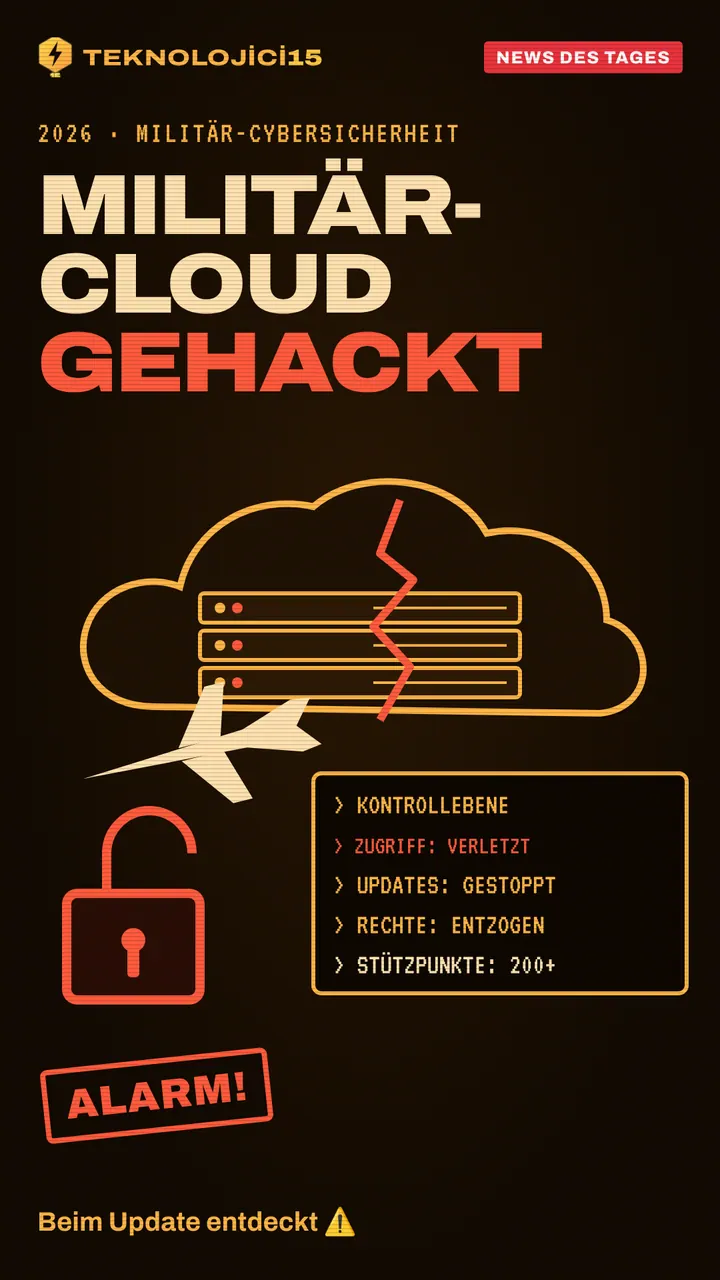 TEKNOLOJİCİ15
NEWS DES TAGES
2026 · MILITÄR-CYBERSICHERHEIT
MILITÄR-
CLOUD
GEHACKT
> KONTROLLEBENE
> ZUGRIFF: VERLETZT
> UPDATES: GESTOPPT
> RECHTE: ENTZOGEN
> STÜTZPUNKTE: 200+
ALARM!
Beim Update entdeckt ⚠️